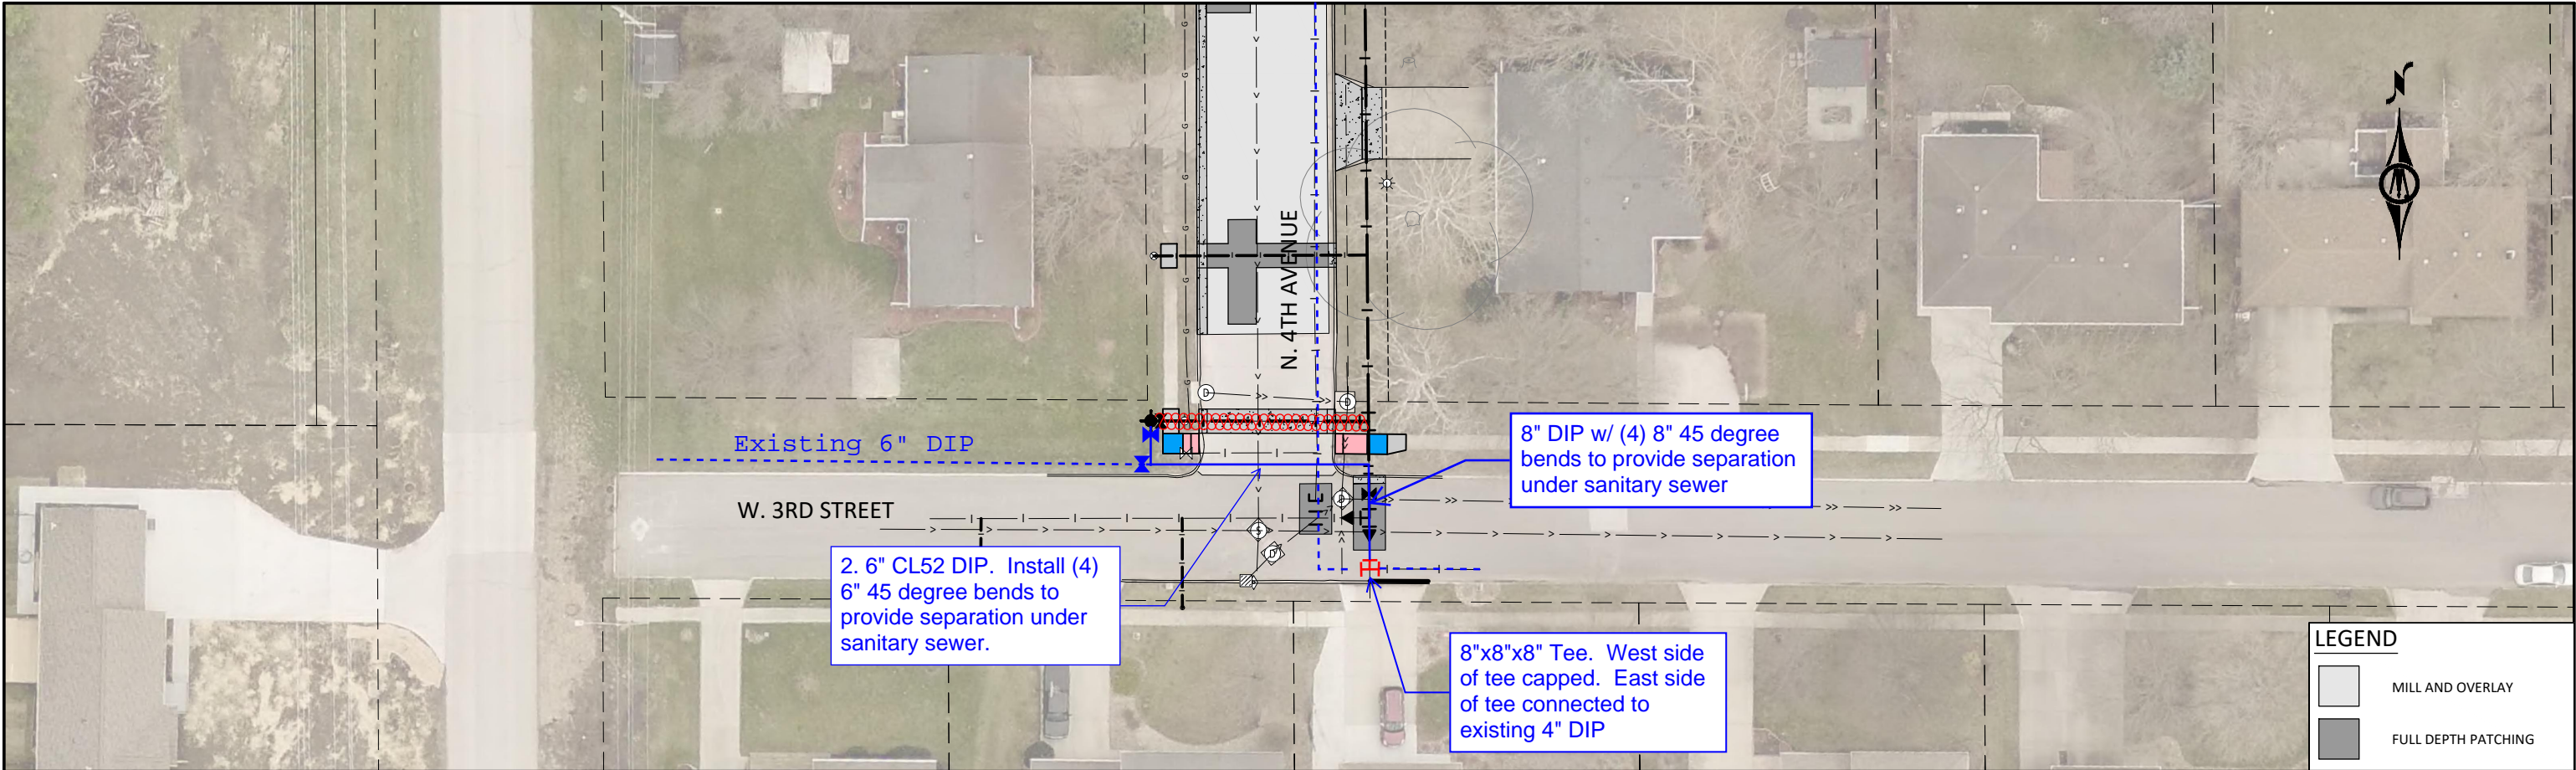 N
N. 4TH AVENUE
Existing 6" DIP
W. 3RD STREET
8" DIP w/ (4) 8" 45 degree
bends to provide separation
under sanitary sewer
2. 6" CL52 DIP. Install (4)
6" 45 degree bends to
provide separation under
sanitary sewer.
8"x8"x8" Tee. West side
of tee capped. East side
of tee connected to
existing 4" DIP
LEGEND
MILL AND OVERLAY
FULL DEPTH PATCHING
G
G
G
G
G
G
G
G
D
D
D
D
S